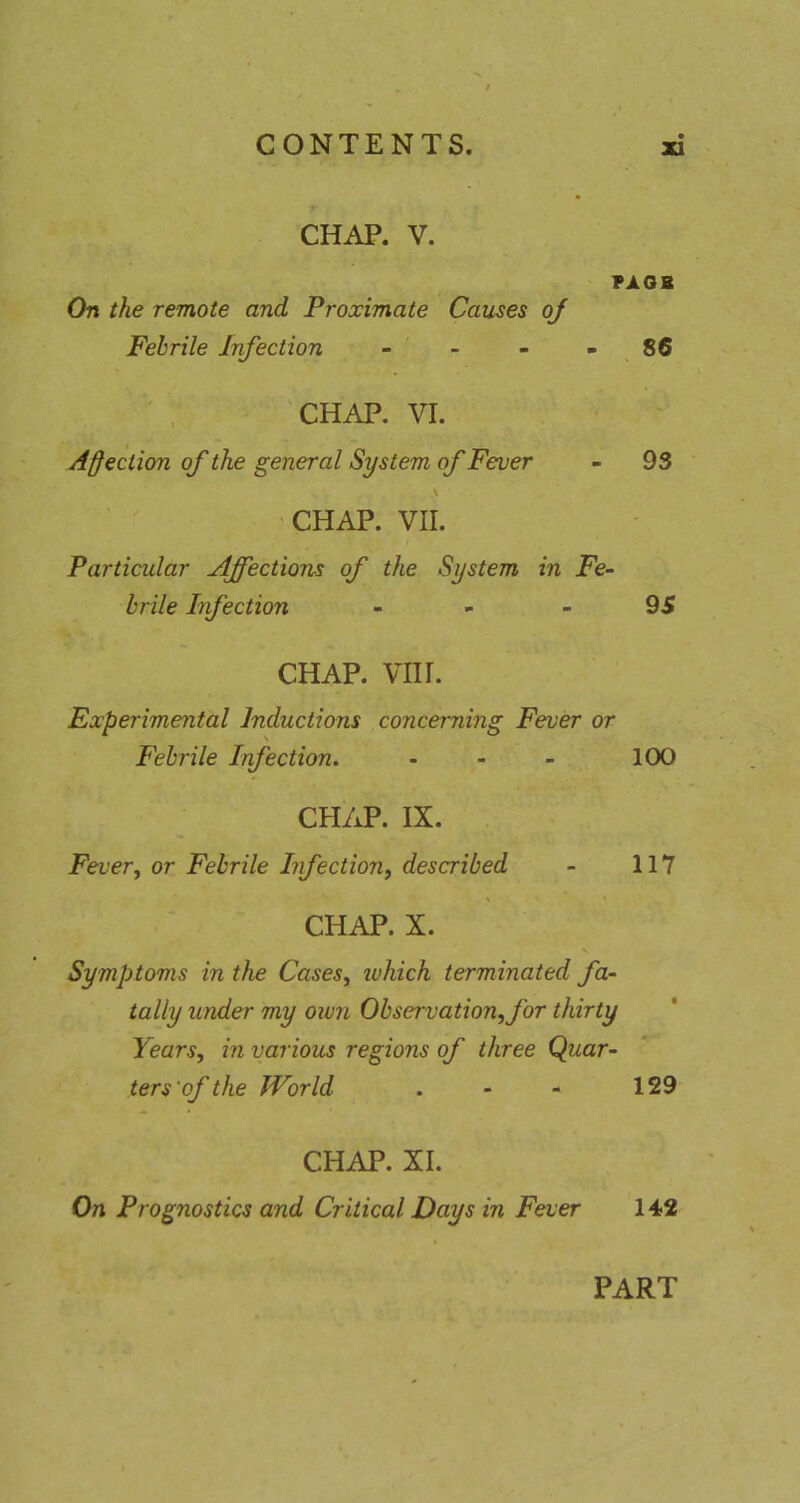 CONTENTS. xi
CHAP. V.
PAGE
On the remote and Proximate Causes of
Febrile Infection - - - - 86
CHAP. VI.
Affection of the general System of Fever - 93
CHAP. VII.
Particular Affections of the System in Fe-
brile Infection - - - 95
CHAP. VIII.
Experimental Inductions concerning Fever or
Febrile Infection. - - - 100
CHAP. IX.
Fever, or Febrile Infection, described - 117
CHAP. X.
Symptoms in the Cases, which terminated fa-
tally under my own Observation, for thirty
Years, in various regions of three Quar-
ters of the World . - - 129
CHAP. XI.
On Prognostics and Critical Days in Fever 142
PART